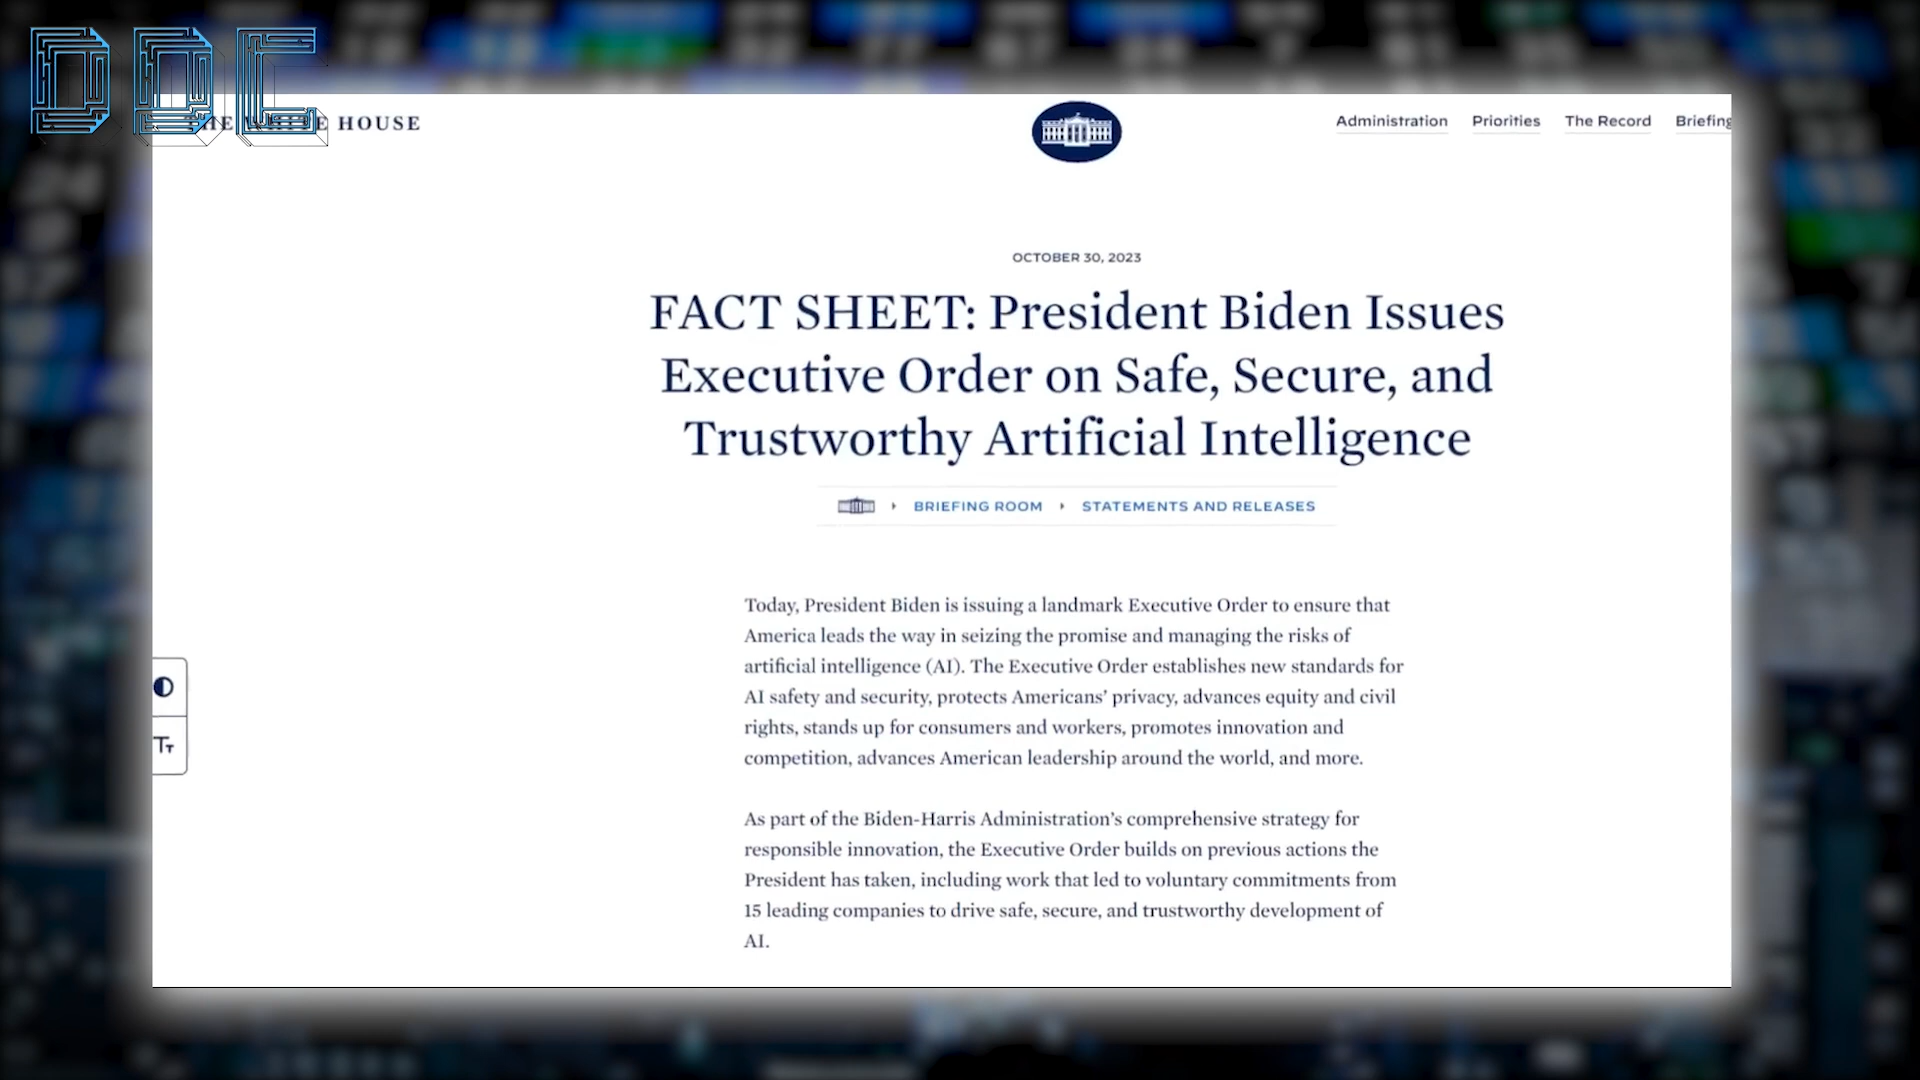 DDC
THE WHITE HOUSE
Administration Priorities The Record Briefing
OCTOBER 30, 2023
FACT SHEET: President Biden Issues
Executive Order on Safe, Secure, and
Trustworthy Artificial Intelligence
BRIEFING ROOM STATEMENTS AND RELEASES
Today, President Biden is issuing a landmark Executive Order to ensure that
America leads the way in seizing the promise and managing the risks of
artificial intelligence (AI). The Executive Order establishes new standards for
AI safety and security, protects Americans’ privacy, advances equity and civil
rights, stands up for consumers and workers, promotes innovation and
competition, advances American leadership around the world, and more.
As part of the Biden-Harris Administration’s comprehensive strategy for
responsible innovation, the Executive Order builds on previous actions the
President has taken, including work that led to voluntary commitments from
15 leading companies to drive safe, secure, and trustworthy development of
AI.
TT